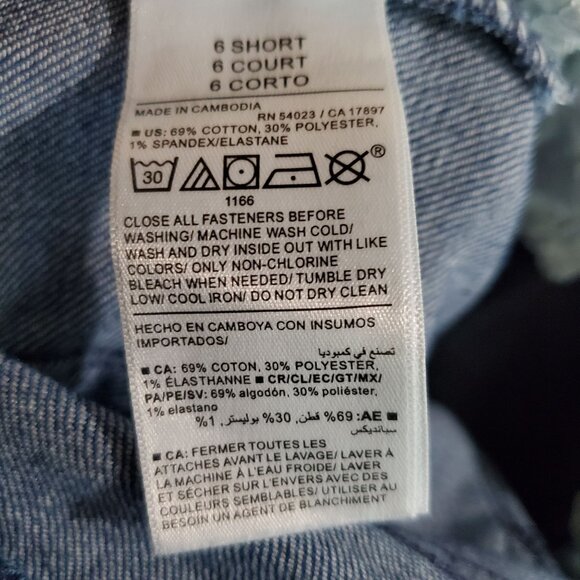 6 SHORT
6 COURT
6 CORTO
MADE IN CAMBODIA
RN 54023 / CA 17897
■ US: 69% COTTON, 30% POLYESTER,
1% SPANDEX/ELASTANE
30
®
1166
CLOSE ALL FASTENERS BEFORE
WASHING/ MACHINE WASH COLD/
WASH AND DRY INSIDE OUT WITH LIKE
COLORS/ ONLY NON-CHLORINE
BLEACH WHEN NEEDED/ TUMBLE DRY
LOW/ COOL IRON/ DO NOT DRY CLEAN
HECHO EN CAMBOYA CON INSUMOS
IMPORTADOS/
تصنع في كمبوديا
■ CA: 69% COTON, 30% POLYESTER,
1% ÉLASTHANNE ■ CR/CL/EC/GT/MX/
PA/PE/SV: 69% algodón, 30% poliéster,
1% elastano
■ AE: 69% قطن, 30% بوليستر, 1%
سبانديكس
■ CA: FERMER TOUTES LES
ATTACHES AVANT LE LAVAGE/ LAVER À
LA MACHINE À L'EAU FROIDE/ LAVER
ET SÉCHER SUR L'ENVERS AVEC DES
COULEURS SEMBLABLES/ UTILISER AU
BESOIN UN AGENT DE BLANCHIMENT